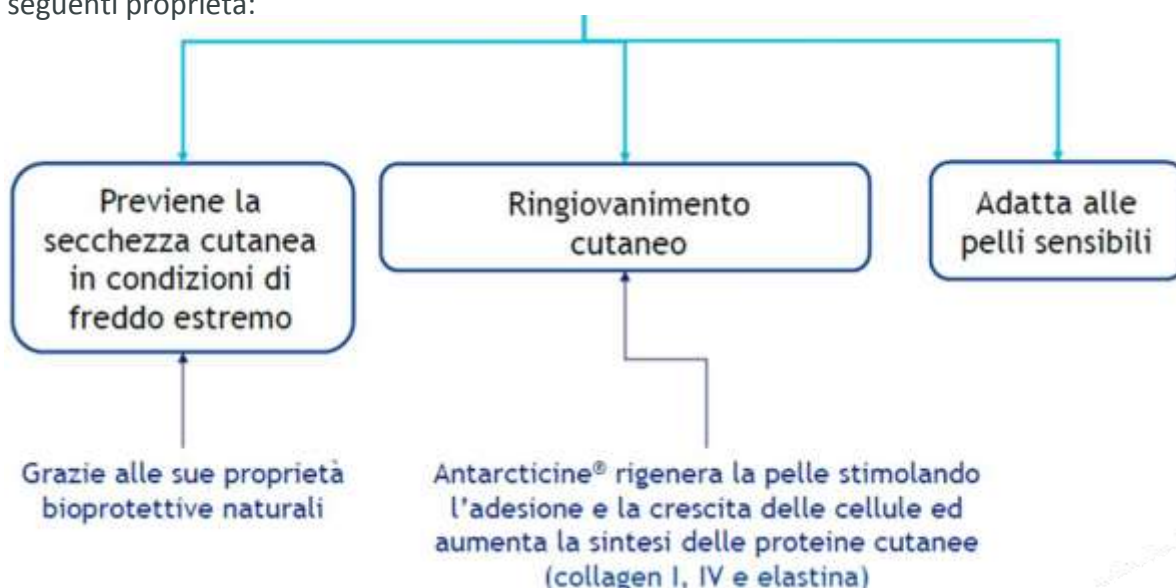 seguenti proprietà:
Previene la
secchezza cutanea
in condizioni di
freddo estremo
Ringiovanimento
cutaneo
Adatta alle
pelli sensibili
Grazie alle sue proprietà
bioprotettive naturali
Antarcticine® rigenera la pelle stimolando
l'adesione e la crescita delle cellule ed
aumenta la sintesi delle proteine cutanee
(collagen I, IV e elastina)